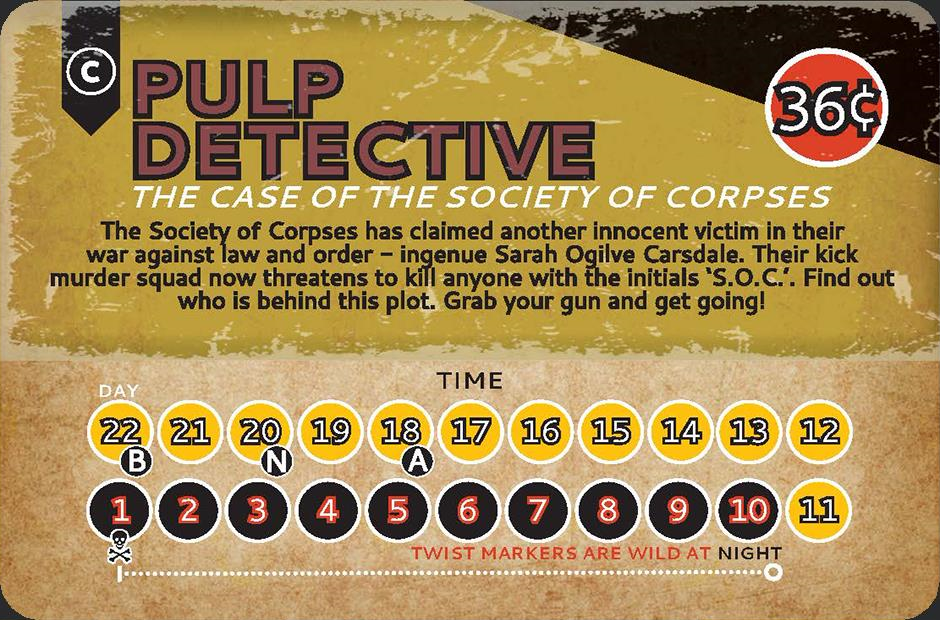 C
PULP
DETECTIVE
36¢
THE CASE OF THE SOCIETY OF CORPSES
The Society of Corpses has claimed another innocent victim in their
war against law and order – ingenue Sarah Ogilve Carsdale. Their kick
murder squad now threatens to kill anyone with the initials ‘S.O.C.’. Find out
who is behind this plot. Grab your gun and get going!
TIME
DAY
22 21 20 19 18 17 16 15 14 13 12
B N A
1 2 3 4 5 6 7 8 9 10 11
TWIST MARKERS ARE WILD AT NIGHT